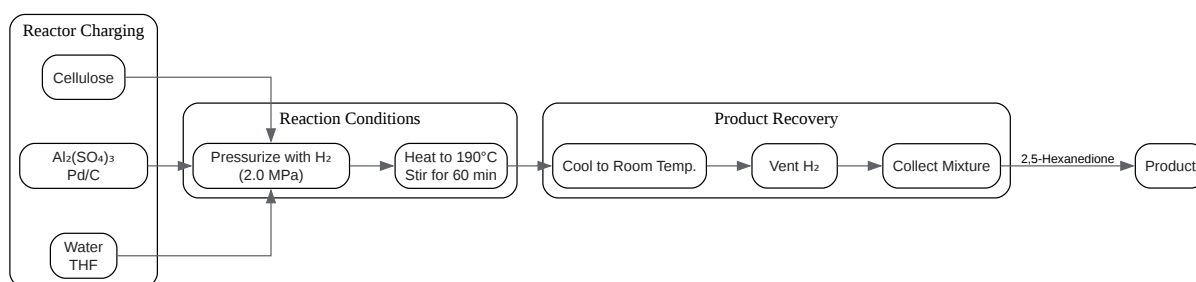 Reactor Charging
Cellulose
Al₂(SO₄)₃
Pd/C
Water
THF
Reaction Conditions
Pressurize with H₂
(2.0 MPa)
Heat to 190°C
Stir for 60 min
Product Recovery
Cool to Room Temp.
Vent H₂
Collect Mixture
2,5-Hexanedione
Product